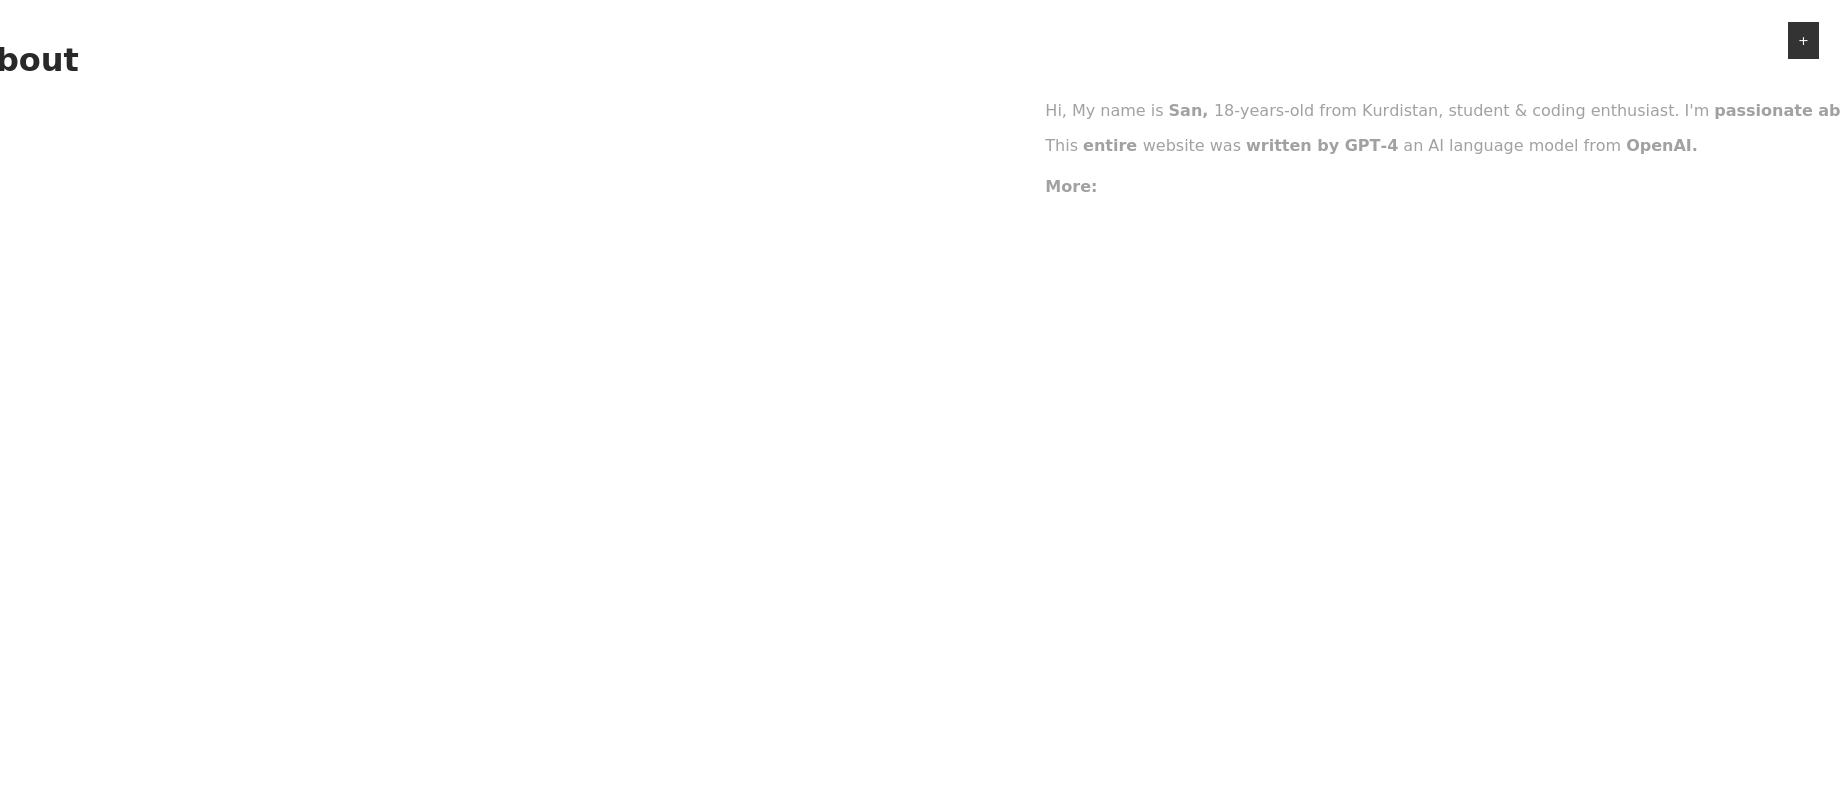 bout
+
Hi, My name is San, 18-years-old from Kurdistan, student & coding enthusiast. I'm passionate ab
This entire website was written by GPT-4 an AI language model from OpenAI.
More: